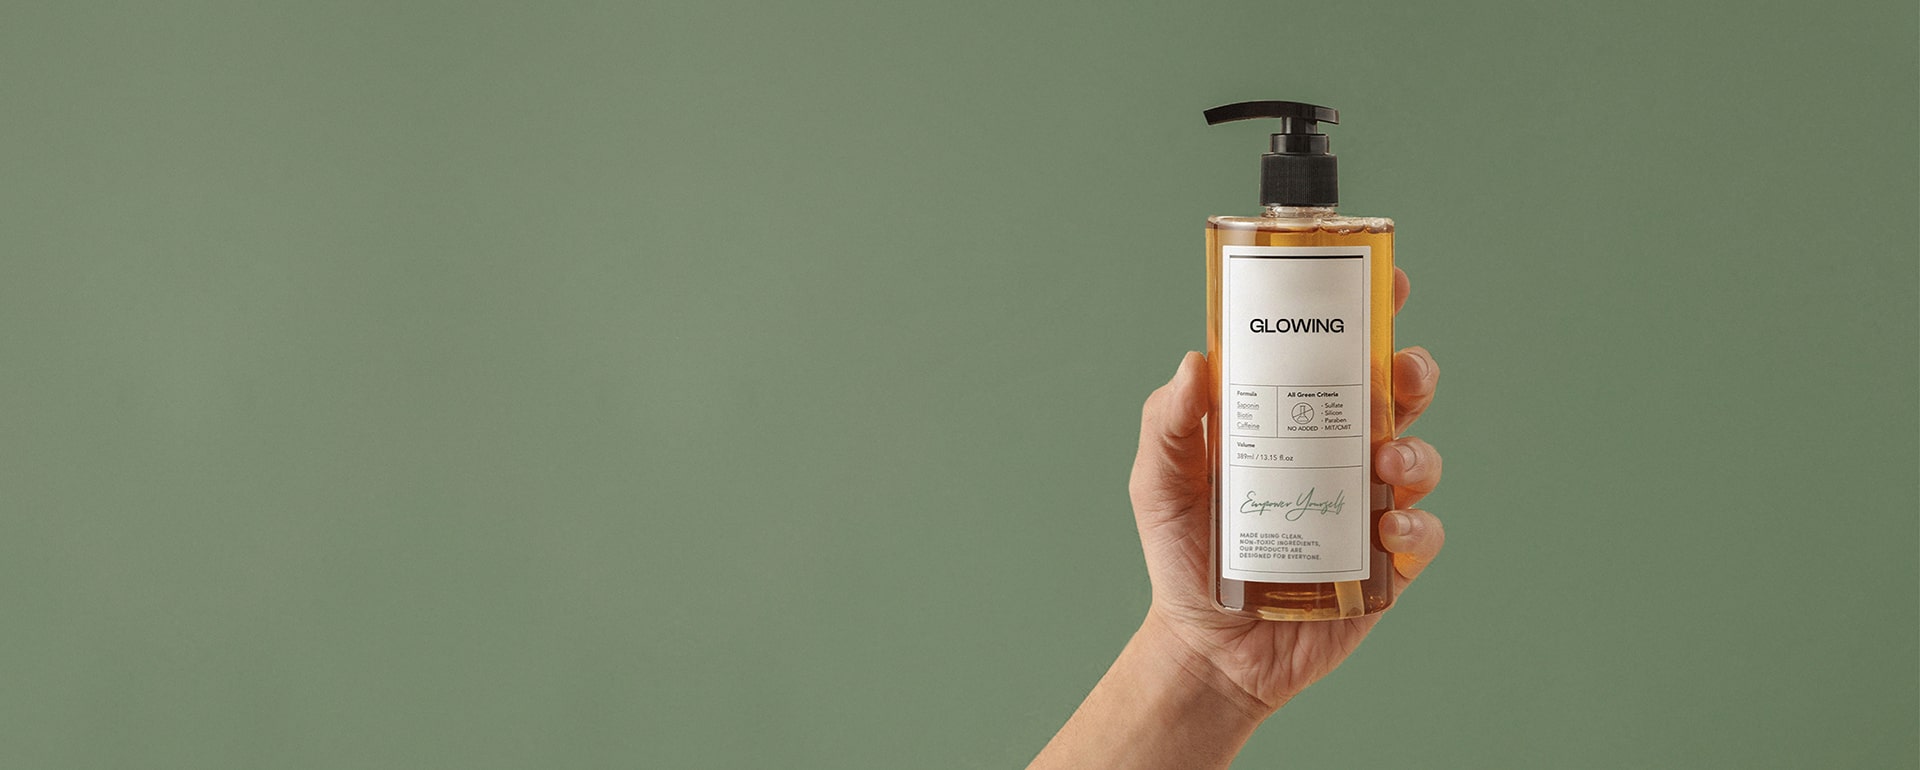 GLOWING
Formula
Saponin
Biotin
Caffeine
All Green Criteria
NO ADDED
- Sulfate
- Silicon
- Paraben
- MIT/CMIT
Volume
389ml / 13.15 fl.oz
Empower Yourself
MADE USING CLEAN,
NON-TOXIC INGREDIENTS,
OUR PRODUCTS ARE
DESIGNED FOR EVERYONE.